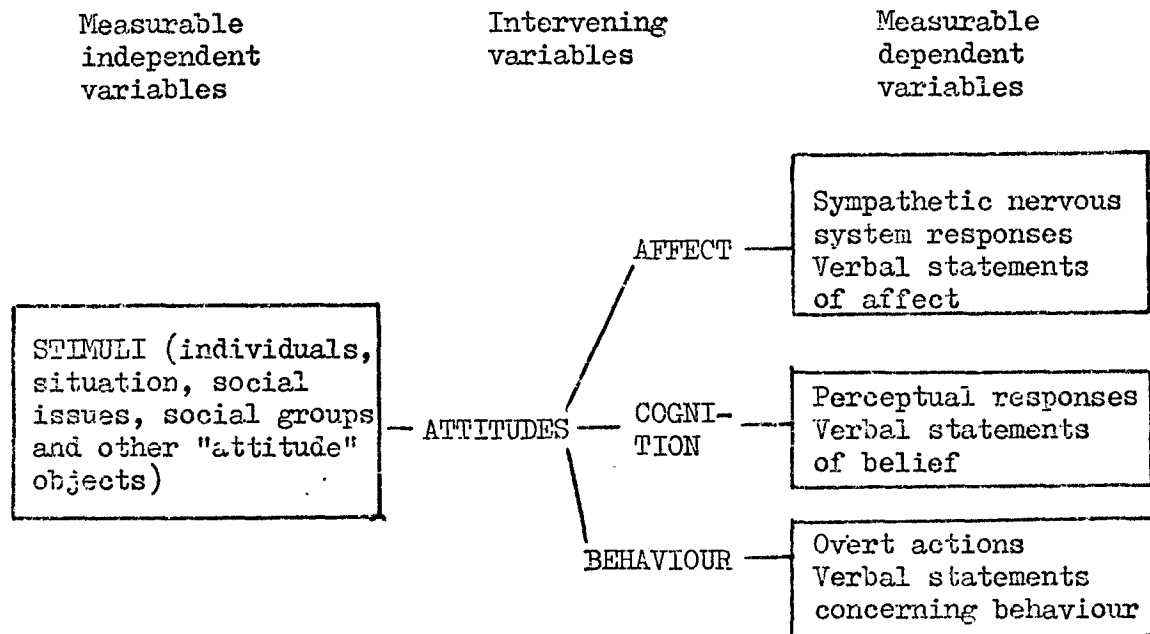 Measurable
independent
variables
Intervening
variables
Measurable
dependent
variables
STIMULI (individuals,
situation, social
issues, social groups
and other "attitude"
objects)
ATTITUDES
AFFECT
COGNI-
TION
BEHAVIOUR
Sympathetic nervous
system responses
Verbal statements
of affect
Perceptual responses
Verbal statements
of belief
Overt actions
Verbal statements
concerning behaviour